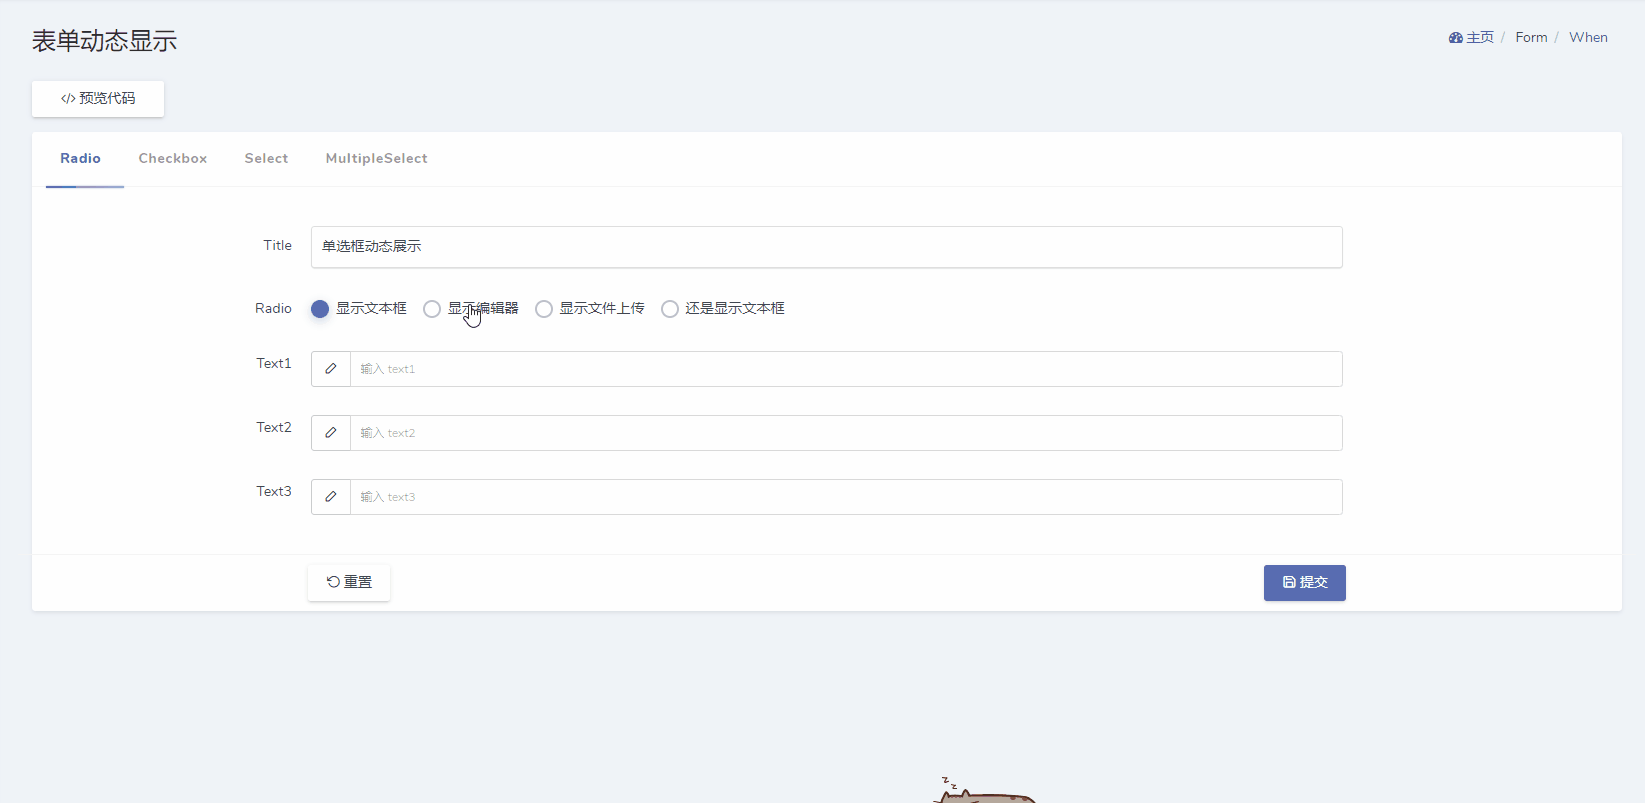 表单动态显示
主页 / Form / When
</> 预览代码
Radio Checkbox Select MultipleSelect
Title 单选框动态展示
Radio 显示文本框 显示编辑器 显示文件上传 还是显示文本框
Text1 输入 text1
Text2 输入 text2
Text3 输入 text3
重置 提交
z
z